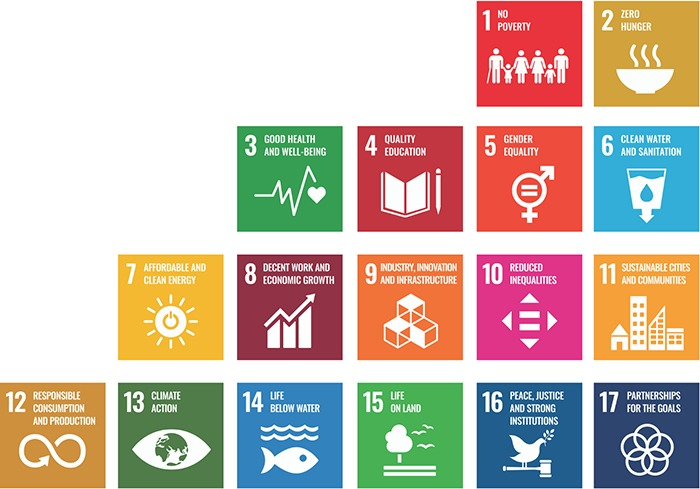 1 NO
POVERTY
2 ZERO
HUNGER
3 GOOD HEALTH
AND WELL-BEING
4 QUALITY
EDUCATION
5 GENDER
EQUALITY
6 CLEAN WATER
AND SANITATION
7 AFFORDABLE AND
CLEAN ENERGY
8 DECENT WORK AND
ECONOMIC GROWTH
9 INDUSTRY, INNOVATION
AND INFRASTRUCTURE
10 REDUCED
INEQUALITIES
11 SUSTAINABLE CITIES
AND COMMUNITIES
12 RESPONSIBLE
CONSUMPTION
AND PRODUCTION
13 CLIMATE
ACTION
14 LIFE
BELOW WATER
15 LIFE
ON LAND
16 PEACE, JUSTICE
AND STRONG
INSTITUTIONS
17 PARTNERSHIPS
FOR THE GOALS